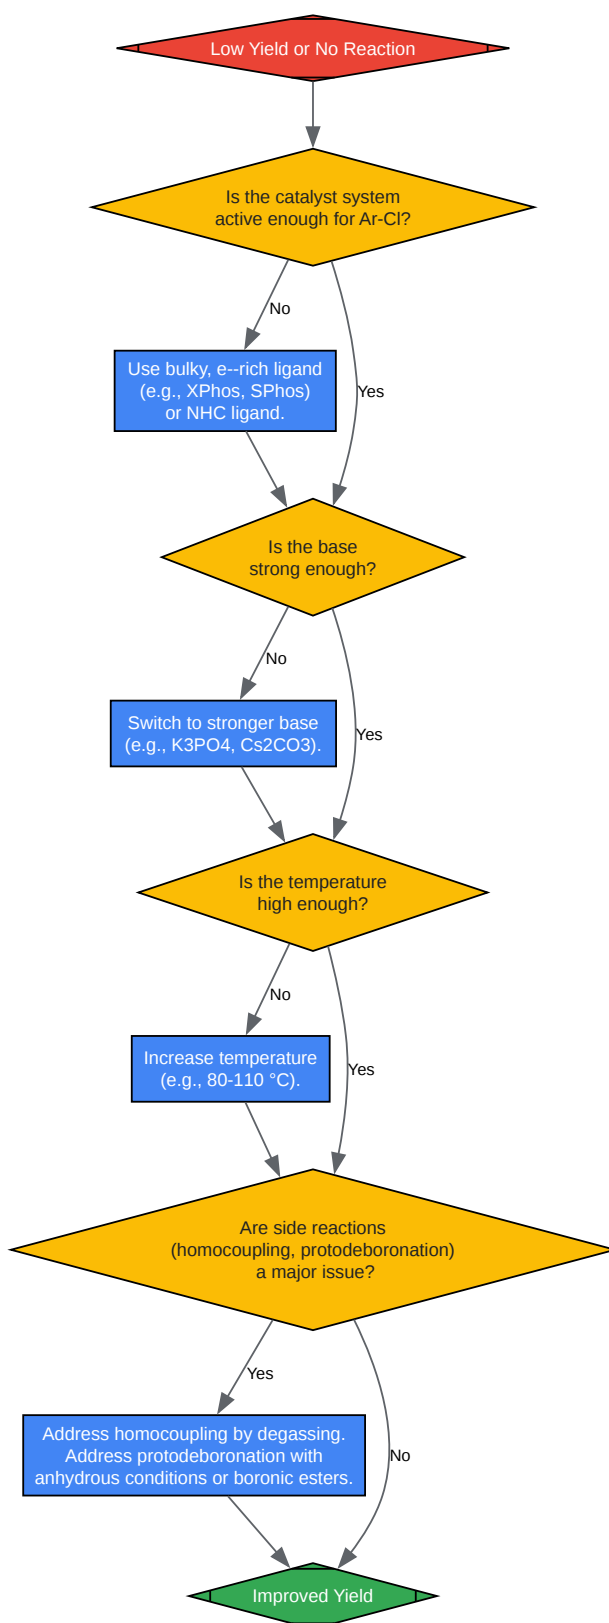 Low Yield or No Reaction
Is the catalyst system
active enough for Ar-Cl?
No
Use bulky, e--rich ligand
(e.g., XPhos, SPhos)
or NHC ligand.
Yes
Is the base
strong enough?
No
Switch to stronger base
(e.g., K3PO4, Cs2CO3).
Yes
Is the temperature
high enough?
No
Increase temperature
(e.g., 80-110 °C).
Yes
Are side reactions
(homocoupling, protodeboronation)
a major issue?
Yes
Address homocoupling by degassing.
Address protodeboronation with
anhydrous conditions or boronic esters.
No
Improved Yield